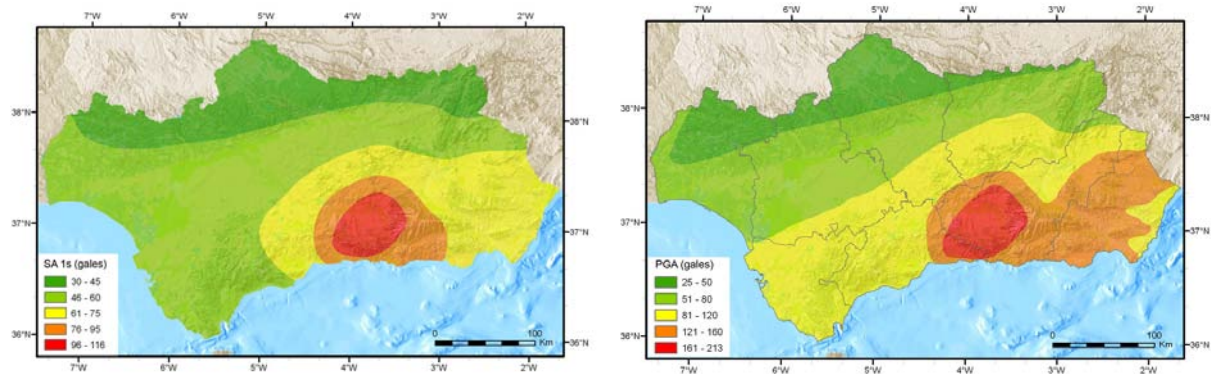 7°W 6°W 5°W 4°W 3°W 2°W
38°N 38°N
37°N 37°N
36°N 36°N
SA 1s (gales)
30 - 45
46 - 60
61 - 75
76 - 95
96 - 116
0 100
Km
7°W 6°W 5°W 4°W 3°W 2°W
7°W 6°W 5°W 4°W 3°W 2°W
38°N 38°N
37°N 37°N
36°N 36°N
PGA (gales)
25 - 50
51 - 80
81 - 120
121 - 160
161 - 213
0 100
Km
7°W 6°W 5°W 4°W 3°W 2°W